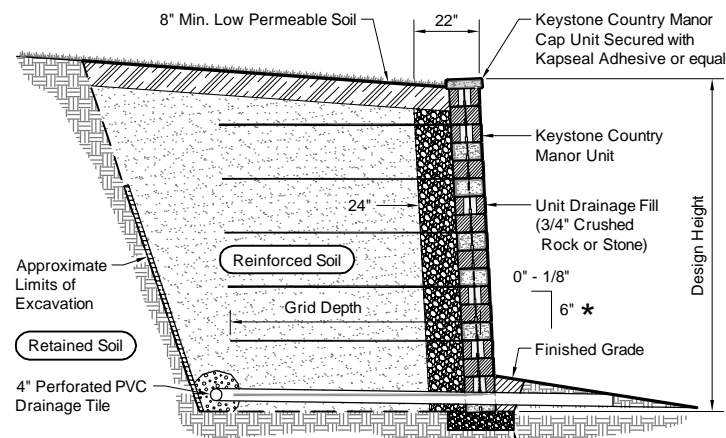 8" Min. Low Permeable Soil
22"
Keystone Country Manor
Cap Unit Secured with
Kapseal Adhesive or equal
Keystone Country
Manor Unit
24"
Unit Drainage Fill
(3/4" Crushed
Rock or Stone)
Design Height
Reinforced Soil
0" - 1/8"
6" *
Approximate
Limits of
Excavation
Grid Depth
Retained Soil
Finished Grade
4" Perforated PVC
Drainage Tile